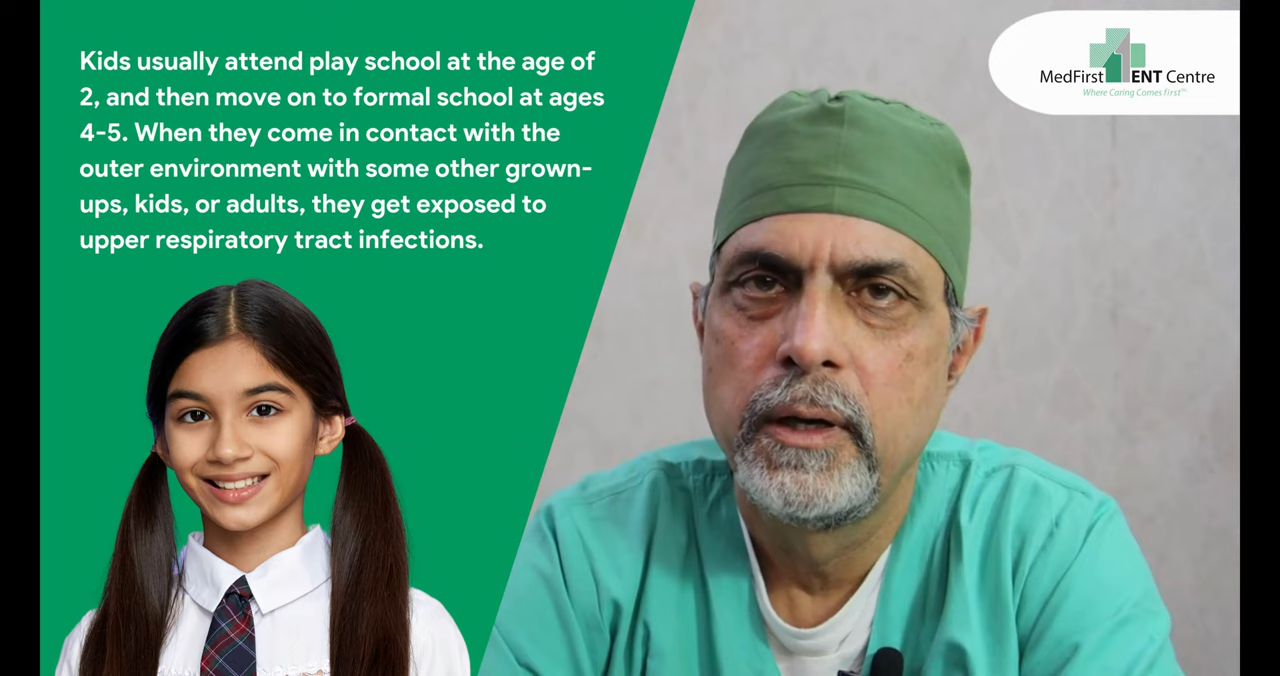 Kids usually attend play school at the age of
2, and then move on to formal school at ages
4-5. When they come in contact with the
outer environment with some other grown-
ups, kids, or adults, they get exposed to
upper respiratory tract infections.
MedFirst ENT Centre
Where Caring Comes first™